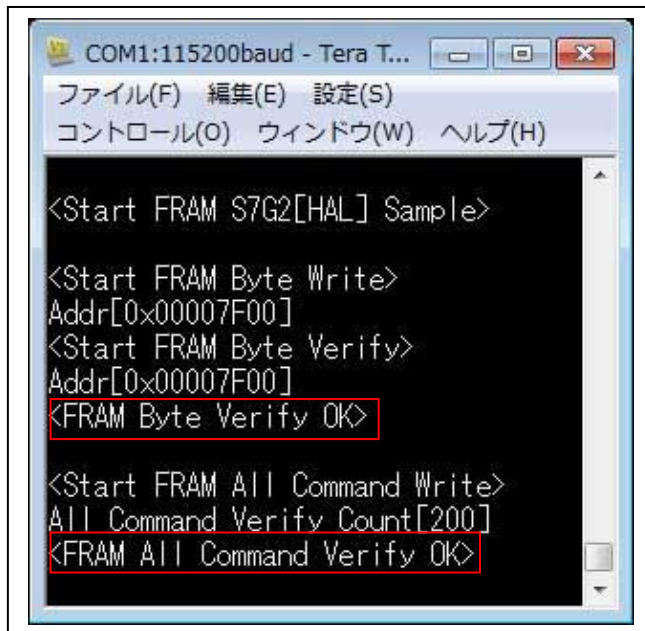 COM1:115200baud - Tera T...
ファイル(F) 編集(E) 設定(S)
コントロール(O) ウィンドウ(W) ヘルプ(H)
<Start FRAM S7G2[HAL] Sample>
<Start FRAM Byte Write>
Addr[0x00007F00]
<Start FRAM Byte Verify>
Addr[0x00007F00]
<FRAM Byte Verify OK>
<Start FRAM All Command Write>
All Command Verify Count[200]
<FRAM All Command Verify OK>